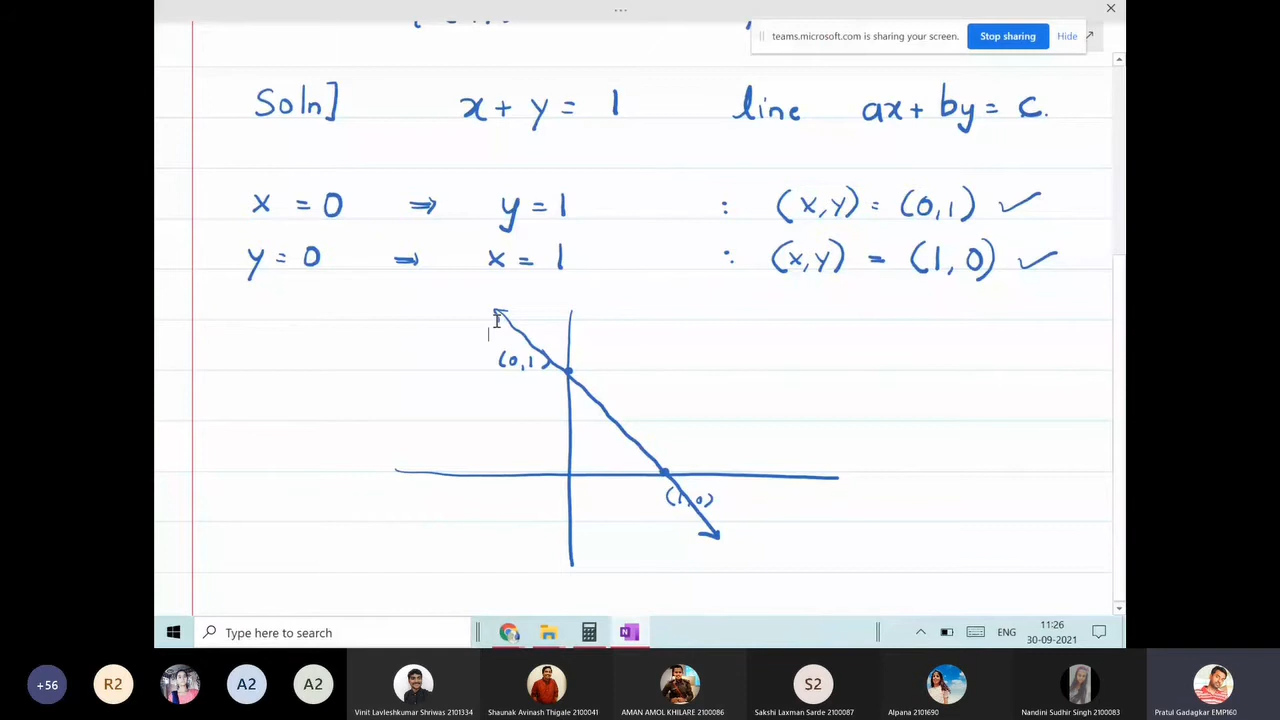 teams.microsoft.com is sharing your screen. Stop sharing Hide
Soln] x + y = 1 line ax + by = c.
x = 0 ⇒ y = 1 : (x,y) = (0,1) ✓
y = 0 ⇒ x = 1 ∴ (x,y) = (1,0) ✓
(0,1)
(1,0)
Type here to search ENG 11:26
30-09-2021
+56 R2 A2 A2 S2
Vinit Lavleshkumar Shriwas 2101334 Shaunak Avinash Thigale 2100041 AMAN AMOL KHILARE 2100086 Sakshi Laxman Sarde 2100087 Alpana 2101690 Nandini Sudhir Singh 2100083 Pratul Gadagkar EMP160